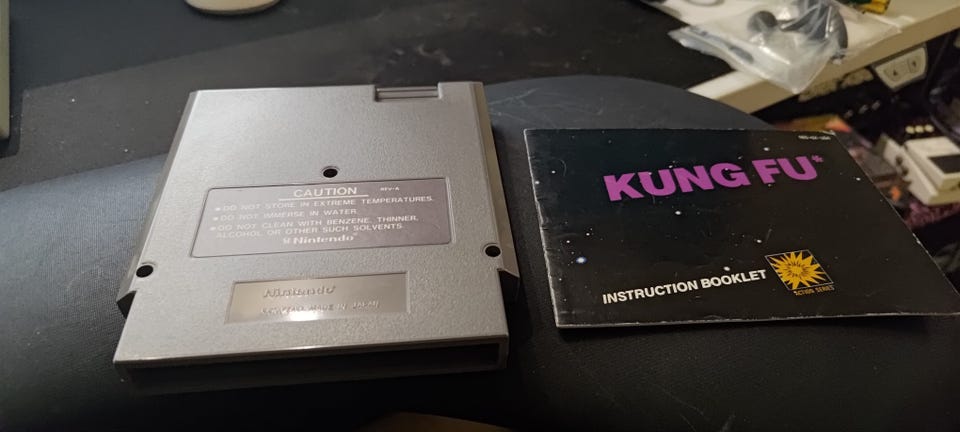 CAUTION REV-A
● DO NOT STORE IN EXTREME TEMPERATURES.
● DO NOT IMMERSE IN WATER.
● DO NOT CLEAN WITH BENZENE, THINNER,
ALCOHOL OR OTHER SUCH SOLVENTS.
Nintendo
Nintendo
MADE IN JAPAN
KUNG FU*
INSTRUCTION BOOKLET
ACTION SERIES